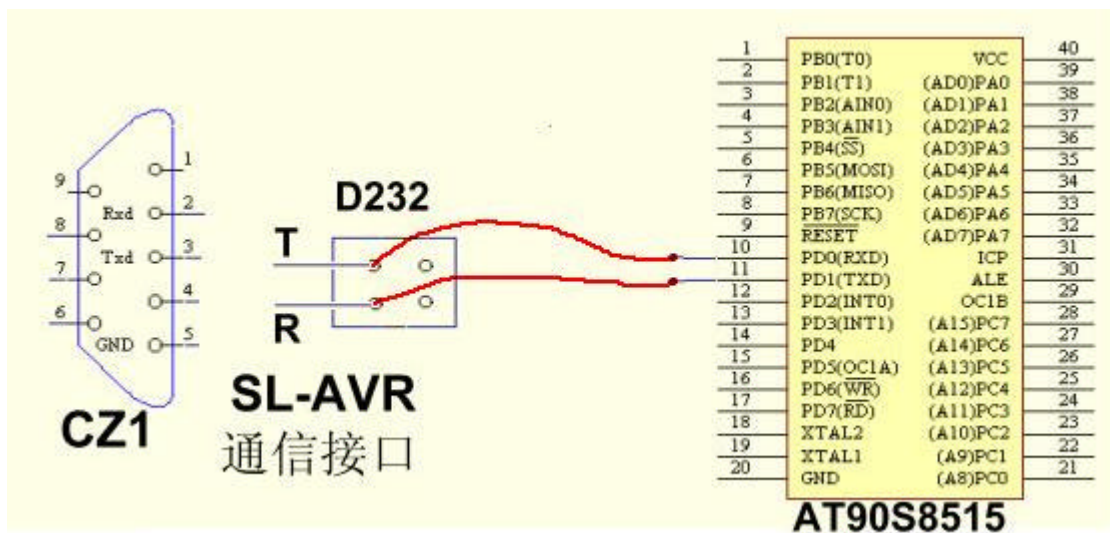 1
2
3
4
5
6
7
8
9
Rxd
Txd
GND
CZ1
D232
T
R
SL-AVR
通信接口
1 PB0(T0) VCC 40
2 PB1(T1) (AD0)PA0 39
3 PB2(AIN0) (AD1)PA1 38
4 PB3(AIN1) (AD2)PA2 37
5 PB4(SS) (AD3)PA3 36
6 PB5(MOSI) (AD4)PA4 35
7 PB6(MISO) (AD5)PA5 34
8 PB7(SCK) (AD6)PA6 33
9 RESET (AD7)PA7 32
10 PD0(RXD) ICP 31
11 PD1(TXD) ALE 30
12 PD2(INT0) OC1B 29
13 PD3(INT1) (A15)PC7 28
14 PD4 (A14)PC6 27
15 PD5(OC1A) (A13)PC5 26
16 PD6(WR) (A12)PC4 25
17 PD7(RD) (A11)PC3 24
18 XTAL2 (A10)PC2 23
19 XTAL1 (A9)PC1 22
20 GND (A8)PC0 21
AT90S8515